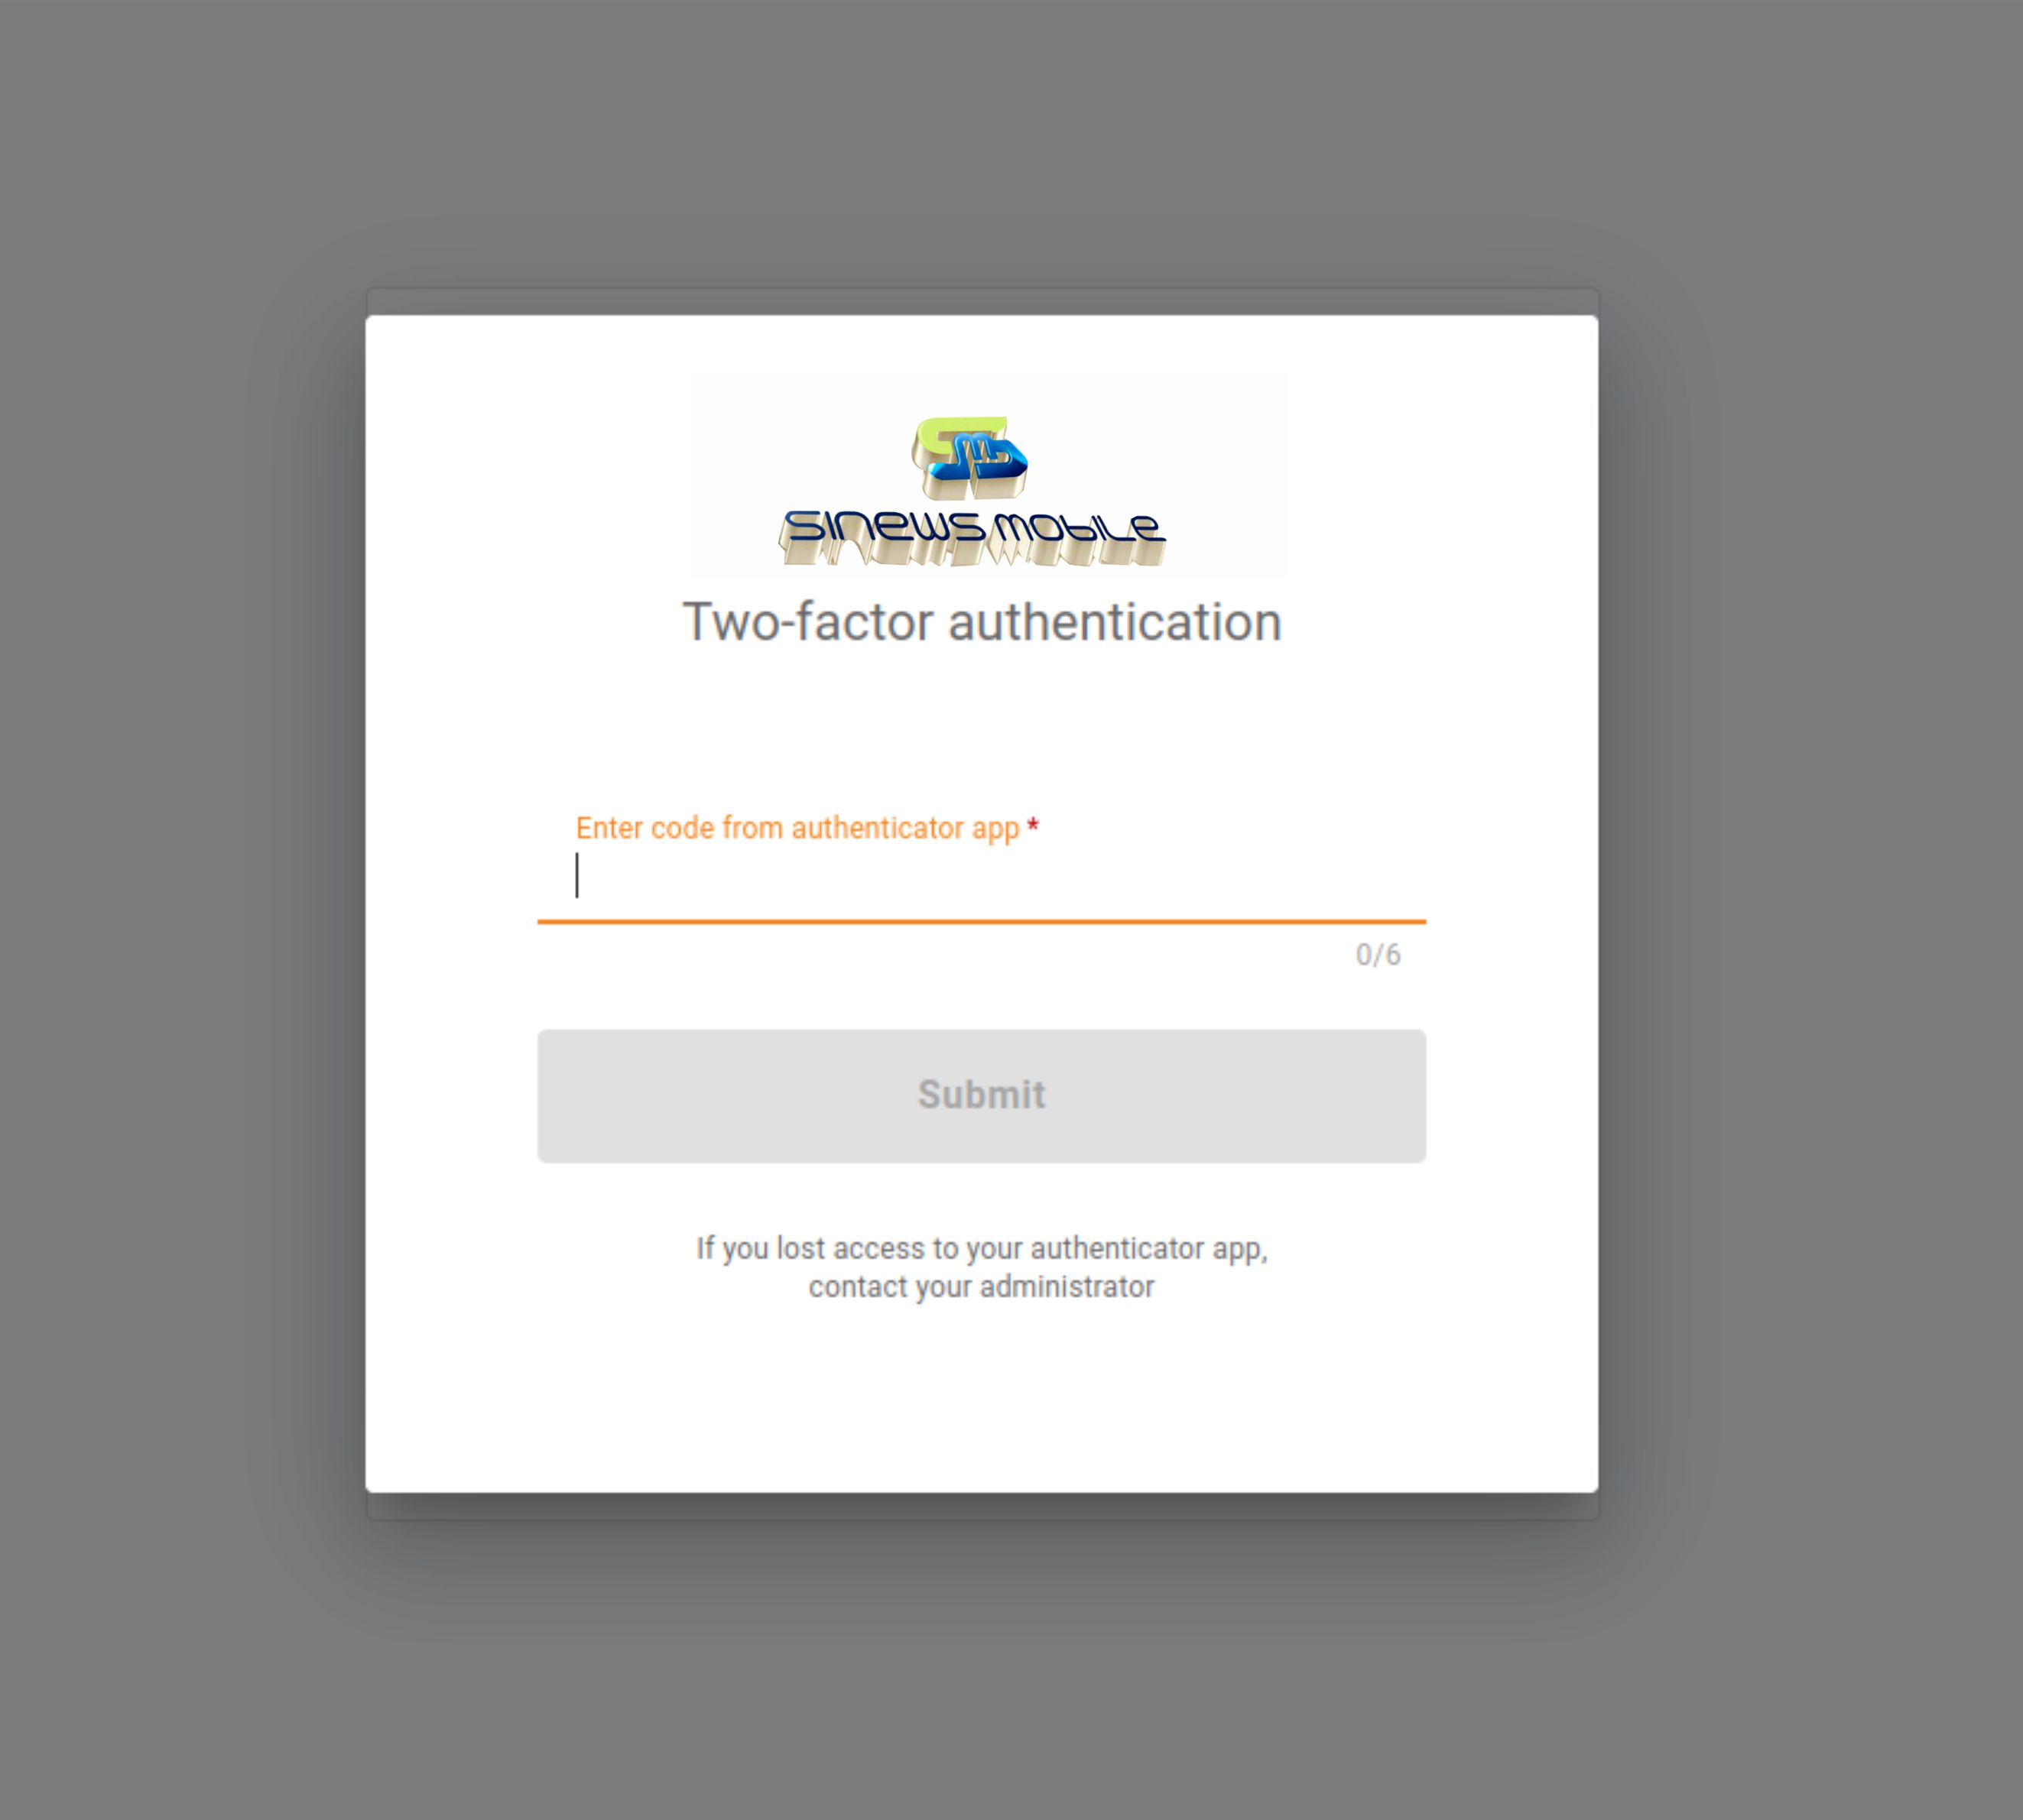 SINEWS MOBILE
Two-factor authentication
Enter code from authenticator app *
0/6
Submit
If you lost access to your authenticator app,
contact your administrator